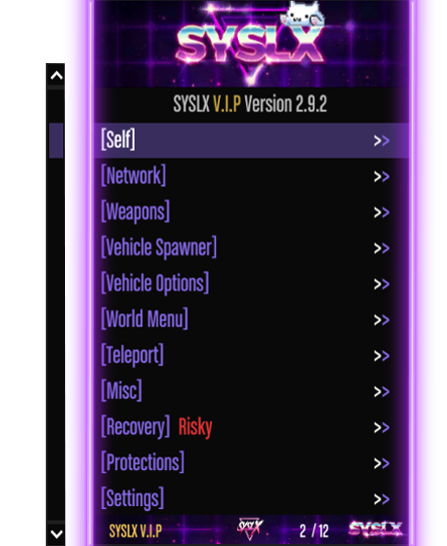 SYSLX
SYSLX V.I.P Version 2.9.2
[Self] >>
[Network] >>
[Weapons] >>
[Vehicle Spawner] >>
[Vehicle Options] >>
[World Menu] >>
[Teleport] >>
[Misc] >>
[Recovery] Risky >>
[Protections] >>
[Settings] >>
SYSLX V.I.P SYSLX 2 / 12 SYSLX